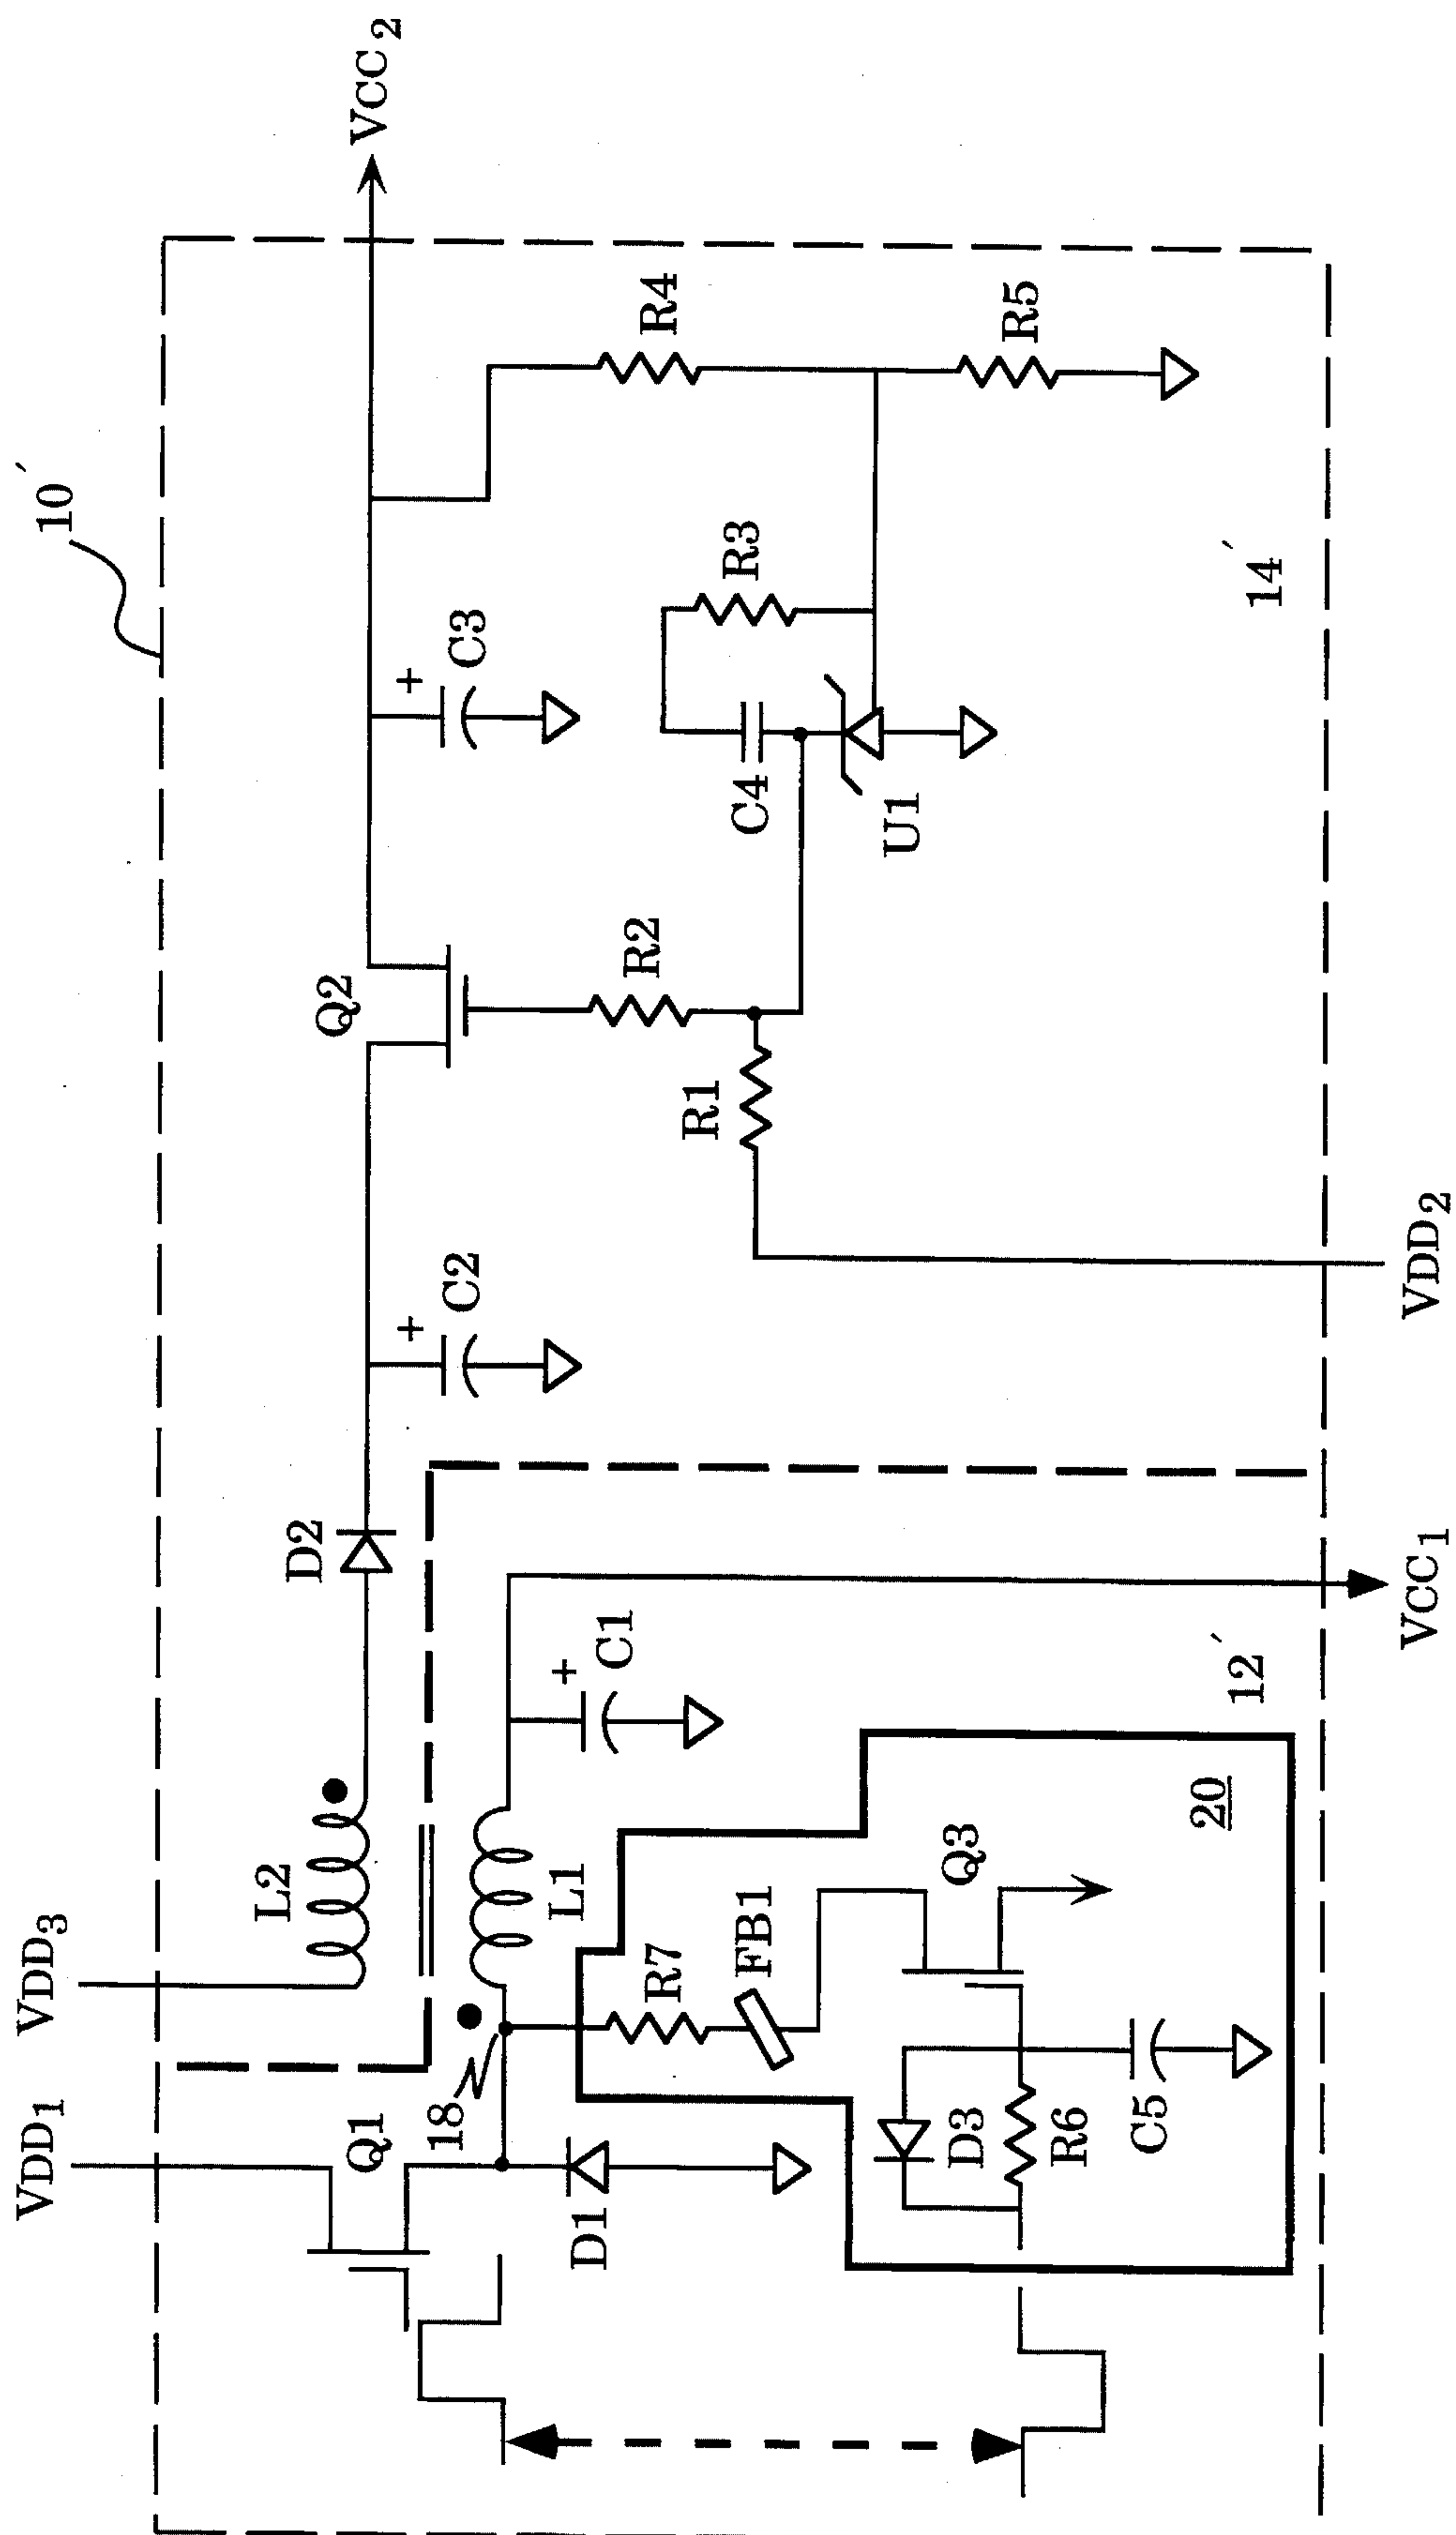 10′
VDD1
VDD3
VCC2
L2
D2
Q2
C2
C3
R4
Q1
18
L1
C1
R2
R3
R1
C4
U1
R5
D1
R7
FB1
Q3
D3
R6
C5
20
12′
14′
VCC1
VDD2
+
+
+